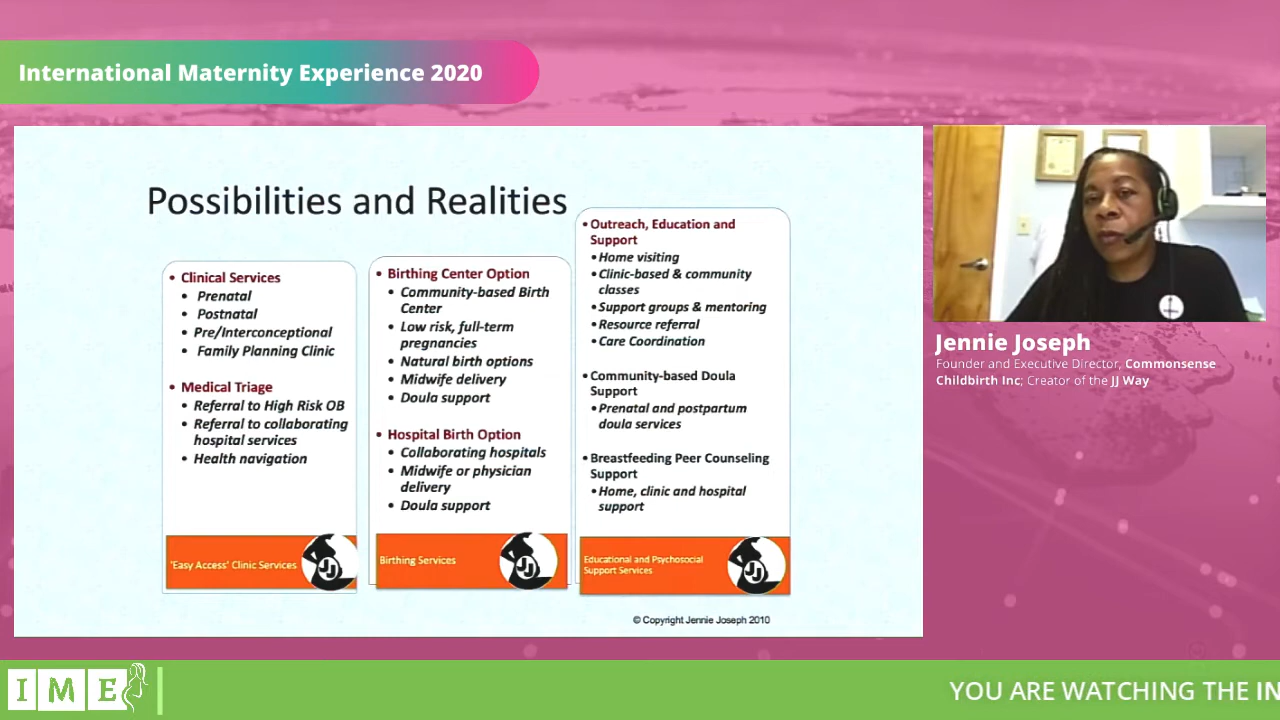 International Maternity Experience 2020
Possibilities and Realities
• Clinical Services
• Prenatal
• Postnatal
• Pre/Interconceptional
• Family Planning Clinic
• Medical Triage
• Referral to High Risk OB
• Referral to collaborating
hospital services
• Health navigation
'Easy Access' Clinic Services
JJ
• Birthing Center Option
• Community-based Birth
Center
• Low risk, full-term
pregnancies
• Natural birth options
• Midwife delivery
• Doula support
• Hospital Birth Option
• Collaborating hospitals
• Midwife or physician
delivery
• Doula support
Birthing Services
JJ
• Outreach, Education and
Support
• Home visiting
• Clinic-based & community
classes
• Support groups & mentoring
• Resource referral
• Care Coordination
• Community-based Doula
Support
• Prenatal and postpartum
doula services
• Breastfeeding Peer Counseling
Support
• Home, clinic and hospital
support
Educational and Psychosocial
Support Services
JJ
© Copyright Jennie Joseph 2010
Jennie Joseph
Founder and Executive Director, Commonsense
Childbirth Inc; Creator of the JJ Way
IME
YOU ARE WATCHING THE IN